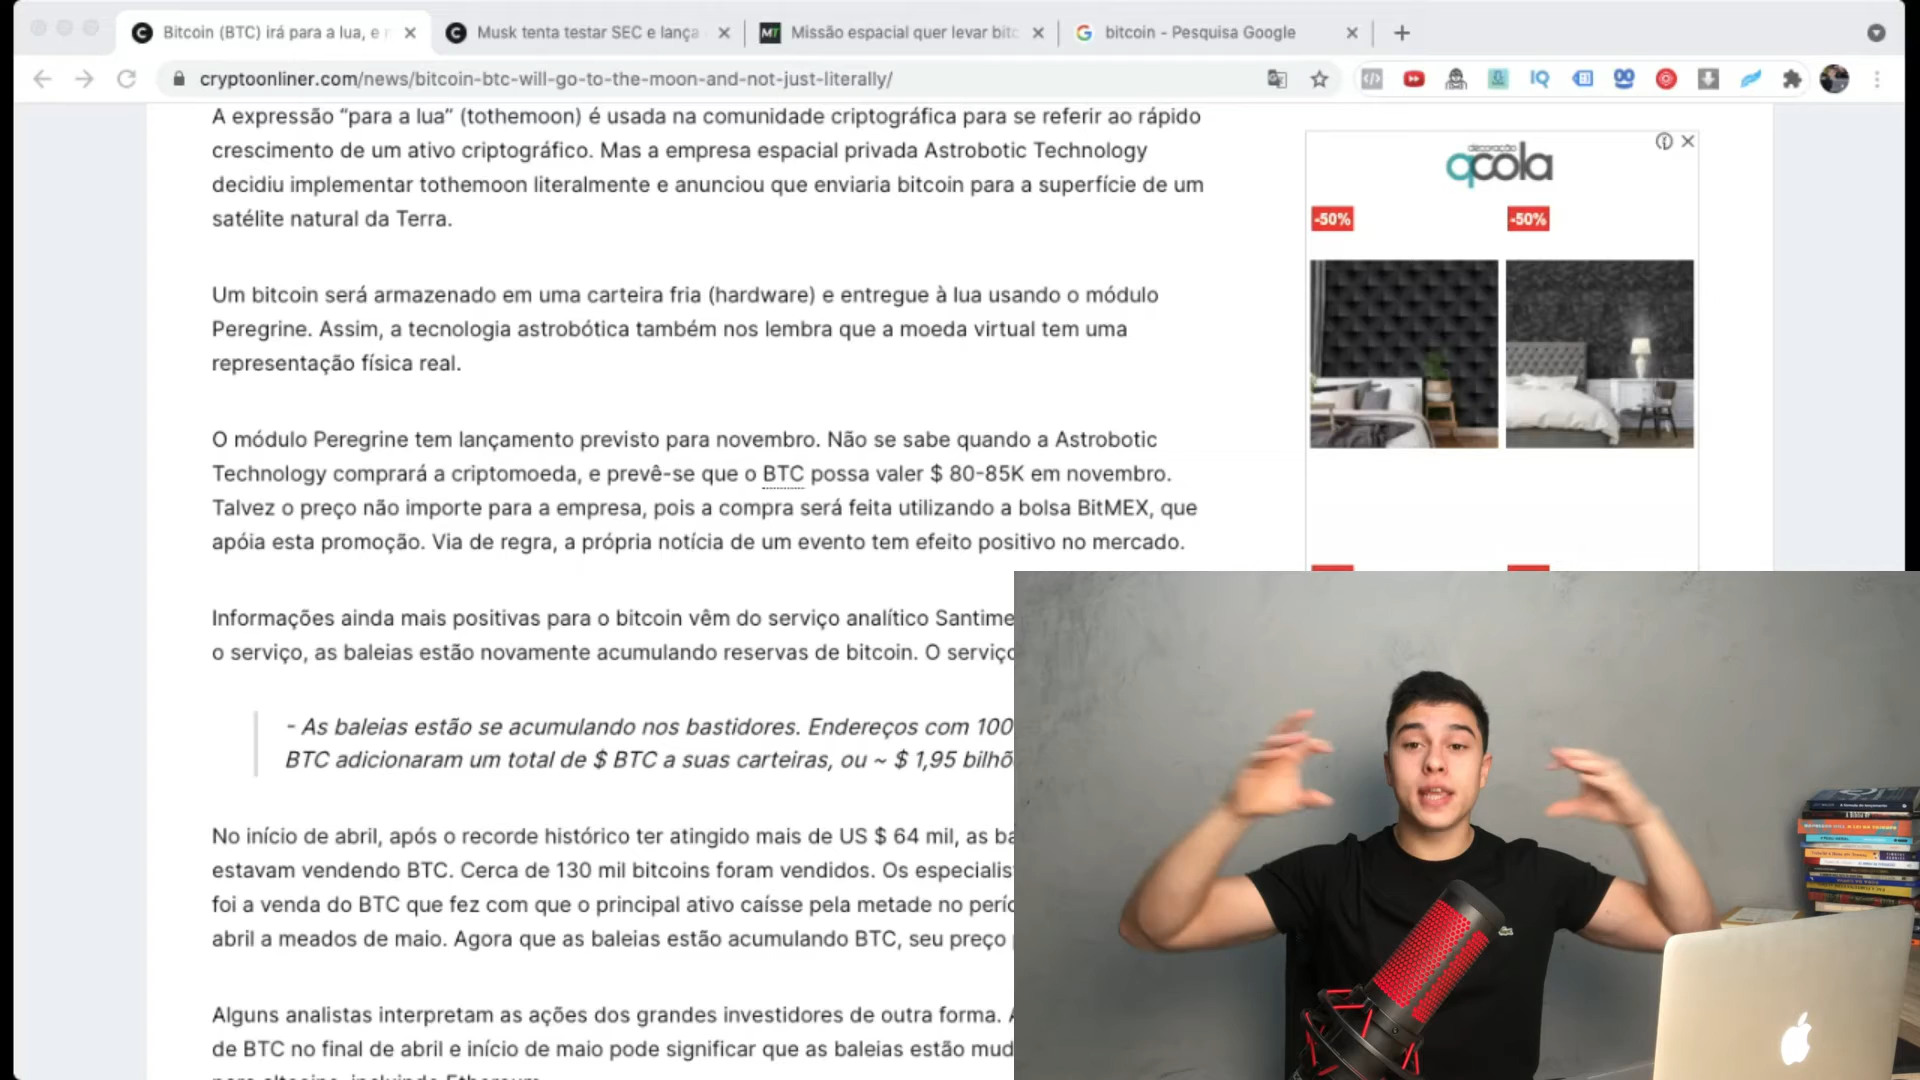 Bitcoin (BTC) irá para a lua, e
Musk tenta testar SEC e lança
Missão espacial quer levar bitc
bitcoin - Pesquisa Google
cryptoonliner.com/news/bitcoin-btc-will-go-to-the-moon-and-not-just-literally/
A expressão “para a lua” (tothemoon) é usada na comunidade criptográfica para se referir ao rápido
crescimento de um ativo criptográfico. Mas a empresa espacial privada Astrobotic Technology
decidiu implementar tothemoon literalmente e anunciou que enviaria bitcoin para a superfície de um
satélite natural da Terra.
decoração
qcola
-50%
-50%
Um bitcoin será armazenado em uma carteira fria (hardware) e entregue à lua usando o módulo
Peregrine. Assim, a tecnologia astrobótica também nos lembra que a moeda virtual tem uma
representação física real.
O módulo Peregrine tem lançamento previsto para novembro. Não se sabe quando a Astrobotic
Technology comprará a criptomoeda, e prevê-se que o BTC possa valer $ 80-85K em novembro.
Talvez o preço não importe para a empresa, pois a compra será feita utilizando a bolsa BitMEX, que
apóia esta promoção. Via de regra, a própria notícia de um evento tem efeito positivo no mercado.
Informações ainda mais positivas para o bitcoin vêm do serviço analítico Santime
o serviço, as baleias estão novamente acumulando reservas de bitcoin. O serviço
- As baleias estão se acumulando nos bastidores. Endereços com 100
BTC adicionaram um total de $ BTC a suas carteiras, ou ~ $ 1,95 bilhõ
No início de abril, após o recorde histórico ter atingido mais de US $ 64 mil, as ba
estavam vendendo BTC. Cerca de 130 mil bitcoins foram vendidos. Os especialis
foi a venda do BTC que fez com que o principal ativo caísse pela metade no perío
abril a meados de maio. Agora que as baleias estão acumulando BTC, seu preço
Alguns analistas interpretam as ações dos grandes investidores de outra forma.
de BTC no final de abril e início de maio pode significar que as baleias estão mud